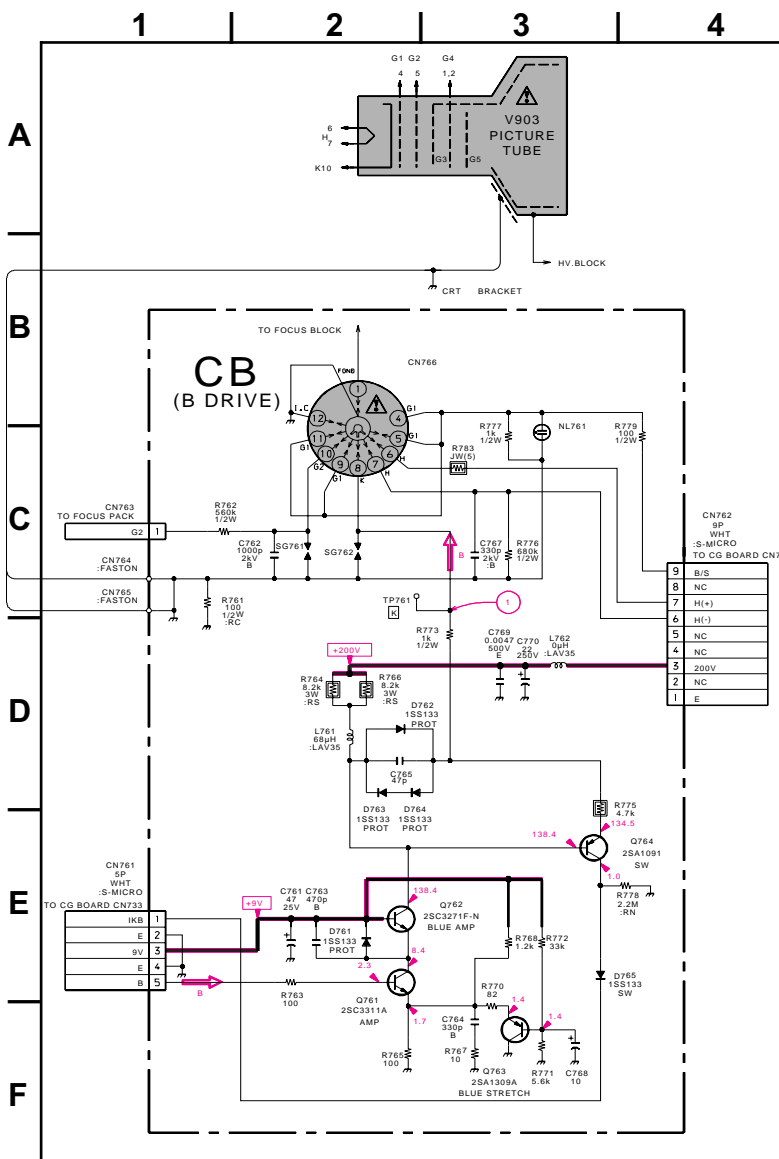 1 2 3 4
A
B
C
D
E
F
G1 G2 G4
4 5 1,2
6
H
7
K10
G3 G5
V903
PICTURE
TUBE
HV.BLOCK
CRT BRACKET
TO FOCUS BLOCK
CB
(B DRIVE)
CN766
1
12
11
10
9
8
7
6
5
4
I.C
G1
G2
G1
K
H
H
G1
G1
R777
1k
1/2W
NL761
R779
100
1/2W
R783
JW(5)
CN763
TO FOCUS PACK
G2 1
R762
560k
1/2W
C762
1000p
2kV
B
SG761
SG762
B
C767
330p
2kV
:B
R776
680k
1/2W
CN762
9P
WHT
:S-MICRO
TO CG BOARD CN7
9 B/S
8 NC
7 H(+)
6 H(-)
5 NC
4 NC
3 200V
2 NC
1 E
CN764
:FASTON
CN765
:FASTON
R761
100
1/2W
:RC
TP761
K
1
R773
1k
1/2W
C769
0.0047
500V
E
C770
22
250V
L762
0µH
:LAV35
+200V
R764
8.2k
3W
:RS
R766
8.2k
3W
:RS
L761
68µH
:LAV35
D762
1SS133
PROT
C765
47p
D763
1SS133
PROT
D764
1SS133
PROT
R775
4.7k
134.5
138.4
Q764
2SA1091
SW
1.0
R778
2.2M
:RN
CN761
5P
WHT
:S-MICRO
TO CG BOARD CN733
IKB 1
E 2
9V 3
E 4
B 5
+9V
C761
47
25V
C763
470p
B
D761
1SS133
PROT
138.4
Q762
2SC3271F-N
BLUE AMP
8.4
2.3
B
R763
100
Q761
2SC3311A
AMP
1.7
R765
100
R768
1.2k
R772
33k
R770
82
1.4
1.4
C764
330p
B
R767
10
Q763
2SA1309A
BLUE STRETCH
R771
5.6k
C768
10
D765
1SS133
SW